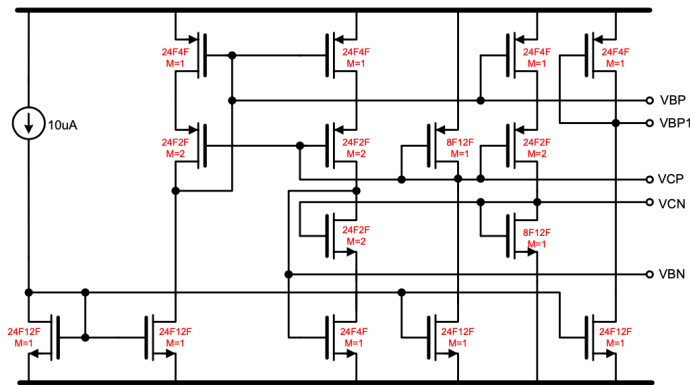 24F4F
M=1
24F4F
M=1
24F4F
M=1
24F4F
M=1
VBP
VBP1
10uA
24F2F
M=2
24F2F
M=2
8F12F
M=1
24F2F
M=2
VCP
VCN
24F2F
M=2
8F12F
M=1
VBN
24F12F
M=1
24F12F
M=1
24F4F
M=1
24F12F
M=1
24F12F
M=1